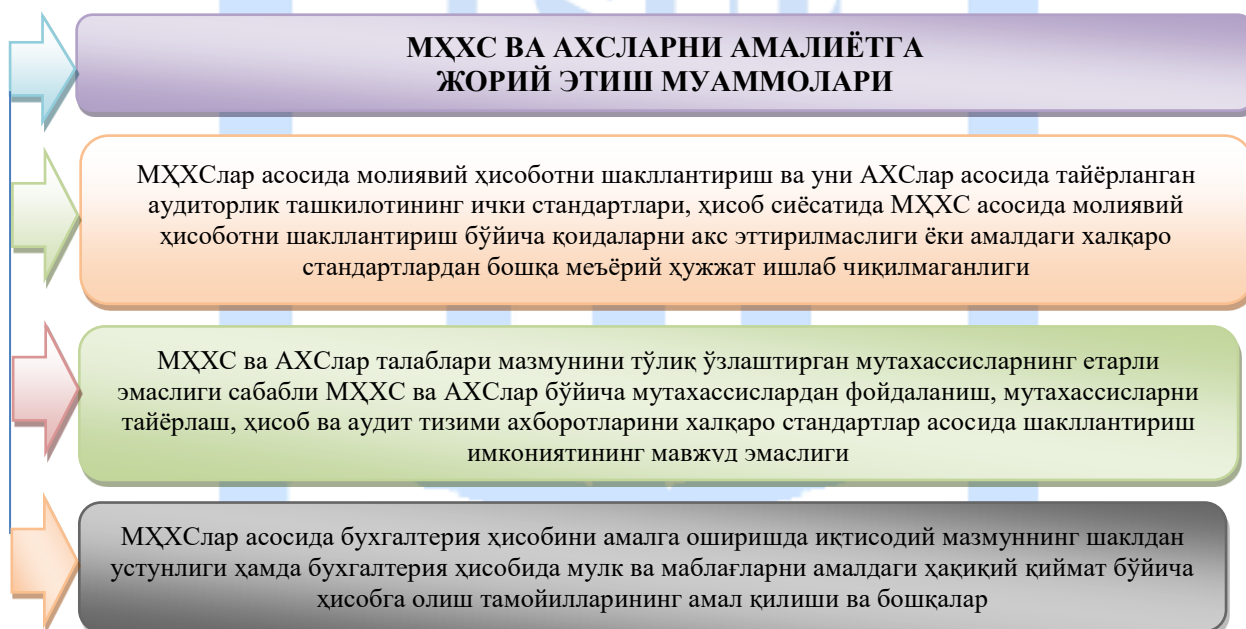 МҲХС ВА АХСЛАРНИ АМАЛИЁТГА
ЖОРИЙ ЭТИШ МУАММОЛАРИ
МҲХСлар асосида молиявий ҳисоботни шакллантириш ва уни АХСлар асосида тайёрланган
аудиторлик ташкилотининг ички стандартлари, ҳисоб сиёсатида МҲХС асосида молиявий
ҳисоботни шакллантириш бўйича қоидаларни акс эттирилмаслиги ёки амалдаги халқаро
стандартлардан бошқа меъёрий ҳужжат ишлаб чиқилмаганлиги
МҲХС ва АХСлар талаблари мазмунини тўлиқ ўзлаштирган мутахассисларнинг етарли
эмаслиги сабабли МҲХС ва АХСлар бўйича мутахассислардан фойдаланиш, мутахассисларни
тайёрлаш, ҳисоб ва аудит тизими ахборотларини халқаро стандартлар асосида шакллантириш
имкониятининг мавжуд эмаслиги
МҲХСлар асосида бухгалтерия ҳисобини амалга оширишда иқтисодий мазмуннинг шаклдан
устунлиги ҳамда бухгалтерия ҳисобида мулк ва маблағларни амалдаги ҳақиқий қиймат бўйича
ҳисобга олиш тамойилларининг амал қилиши ва бошқалар